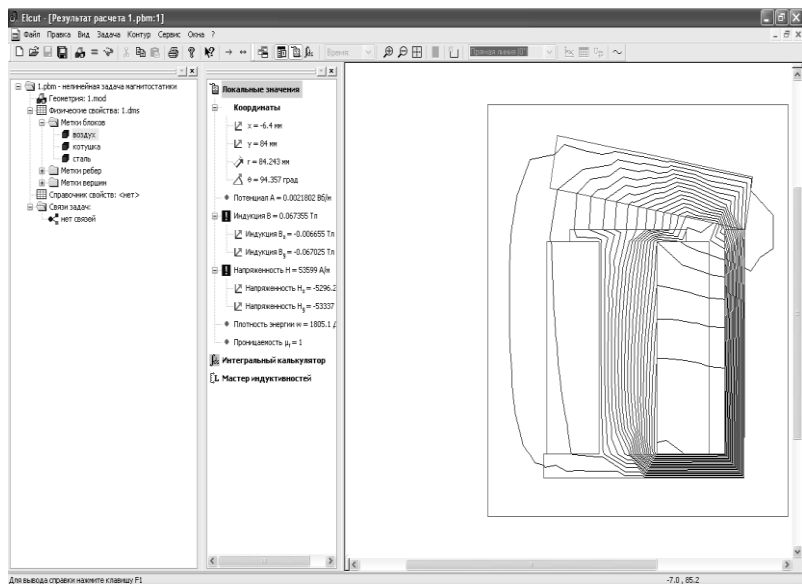 Elcut - [Результат расчета 1.pbm:1]
Файл Правка Вид Задача Контур Сервис Окна ?
Время
Прямая линия (0)
1.pbm - нелинейная задача магнитостатики
Геометрия: 1.mod
Физические свойства: 1.dms
Метки блоков
воздух
котушка
сталь
Метки ребер
Метки вершин
Справочник свойств: <нет>
Связи задач:
нет связей
Локальные значения
Координаты
x = -6.4 мм
y = 84 мм
r = 84.243 мм
θ = 94.357 град
Потенциал A = 0.0021802 Вб/м
Индукция B = 0.067355 Тл
Индукция Bx = -0.006655 Тл
Индукция By = -0.067025 Тл
Напряженность H = 53599 А/м
Напряженность Hx = -5296.2
Напряженность Hy = -53337
Плотность энергии w = 1805.1 Д
Проницаемость μr = 1
Интегральный калькулятор
L Мастер индуктивностей
Для вывода справки нажмите клавишу F1
-7.0 , 85.2